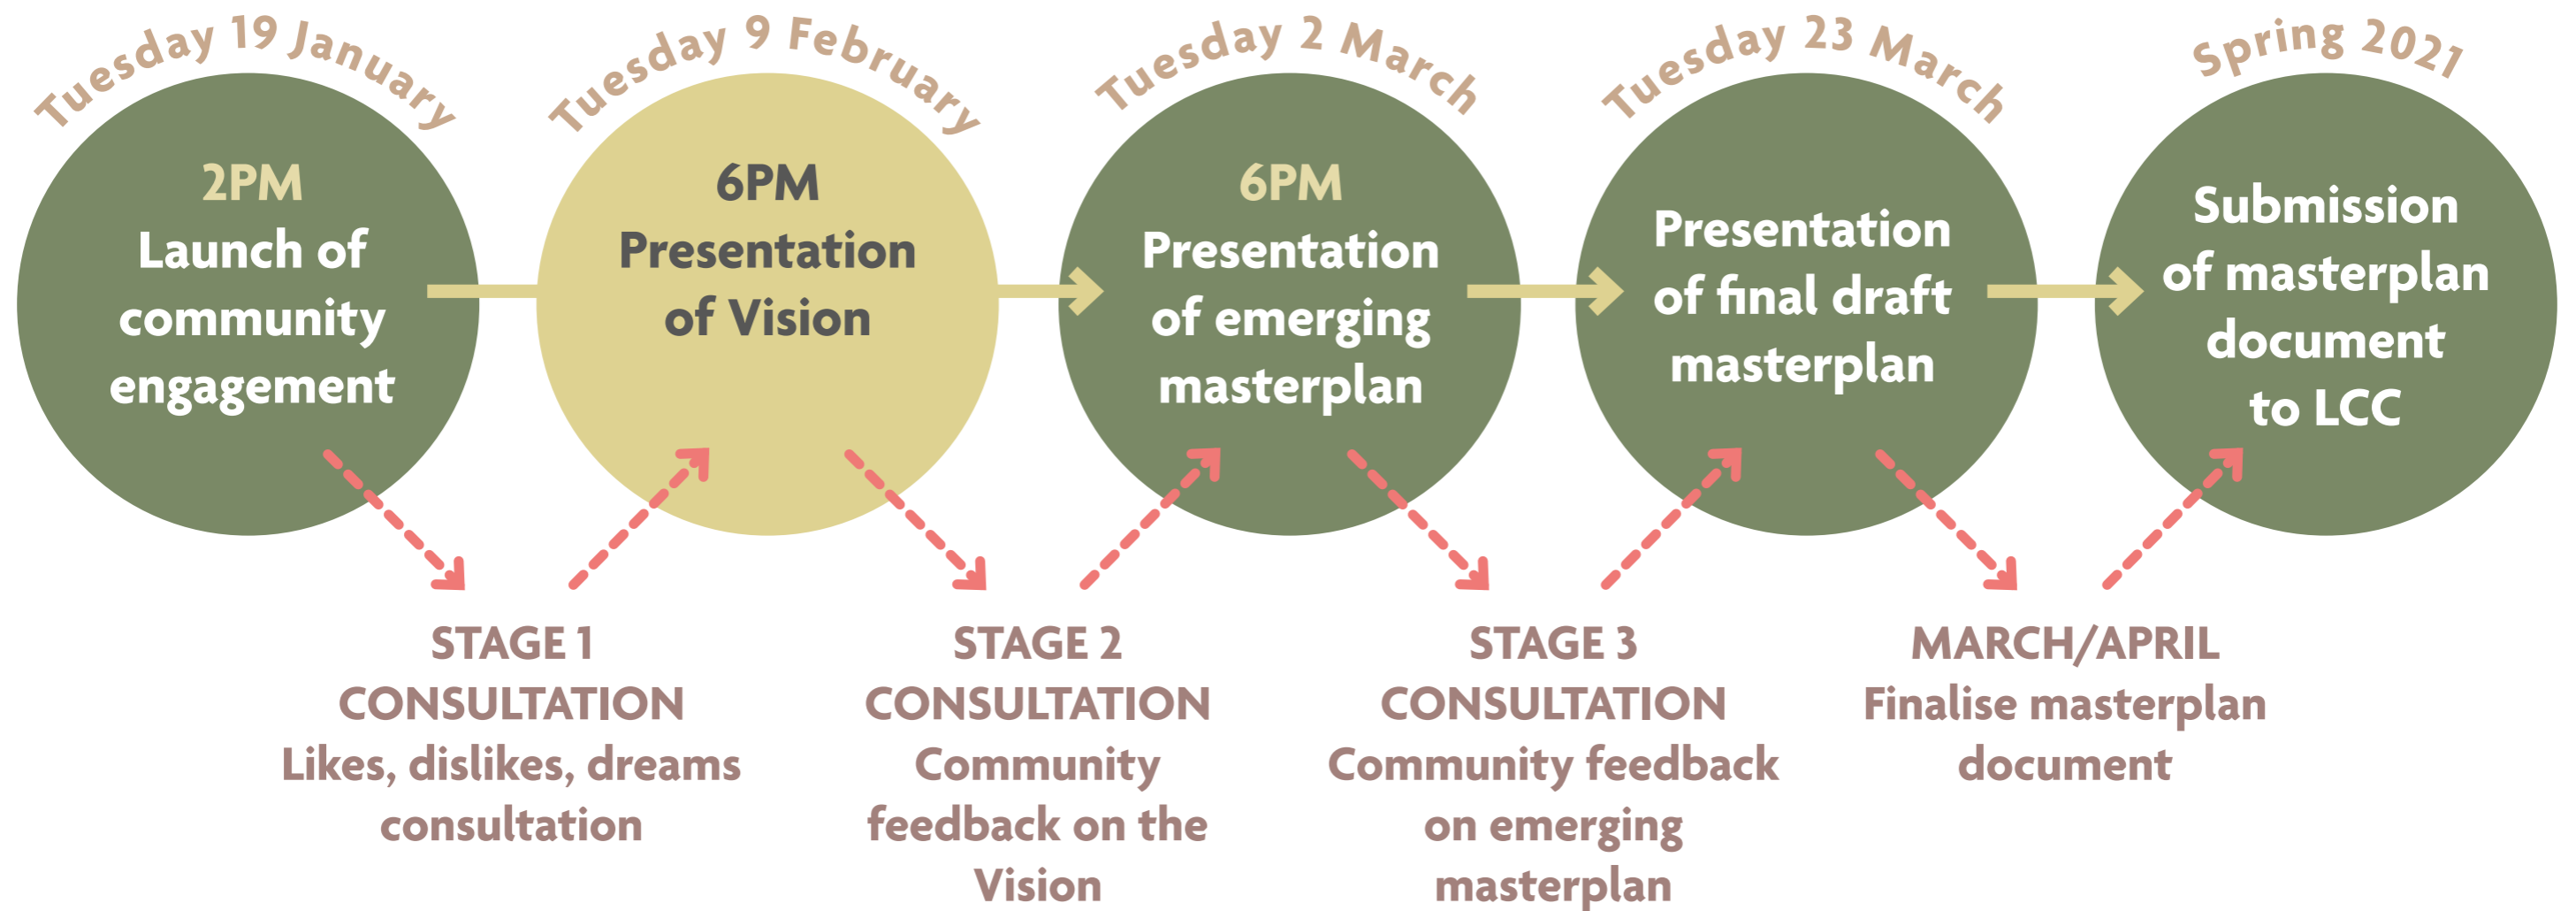 Tuesday 19 January
2PM
Launch of
community
engagement
Tuesday 9 February
6PM
Presentation
of Vision
Tuesday 2 March
6PM
Presentation
of emerging
masterplan
Tuesday 23 March
Presentation
of final draft
masterplan
Spring 2021
Submission
of masterplan
document
to LCC
STAGE 1
CONSULTATION
Likes, dislikes, dreams
consultation
STAGE 2
CONSULTATION
Community
feedback on the
Vision
STAGE 3
CONSULTATION
Community feedback
on emerging
masterplan
MARCH/APRIL
Finalise masterplan
document